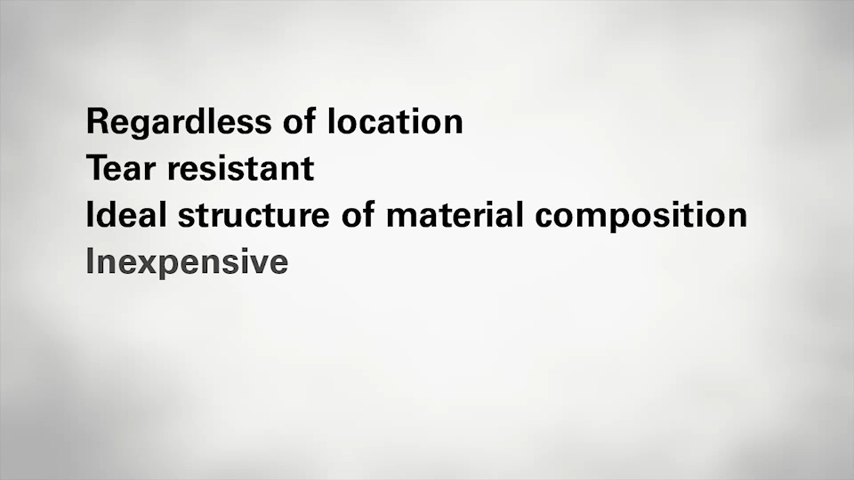 Regardless of location
Tear resistant
Ideal structure of material composition
Inexpensive